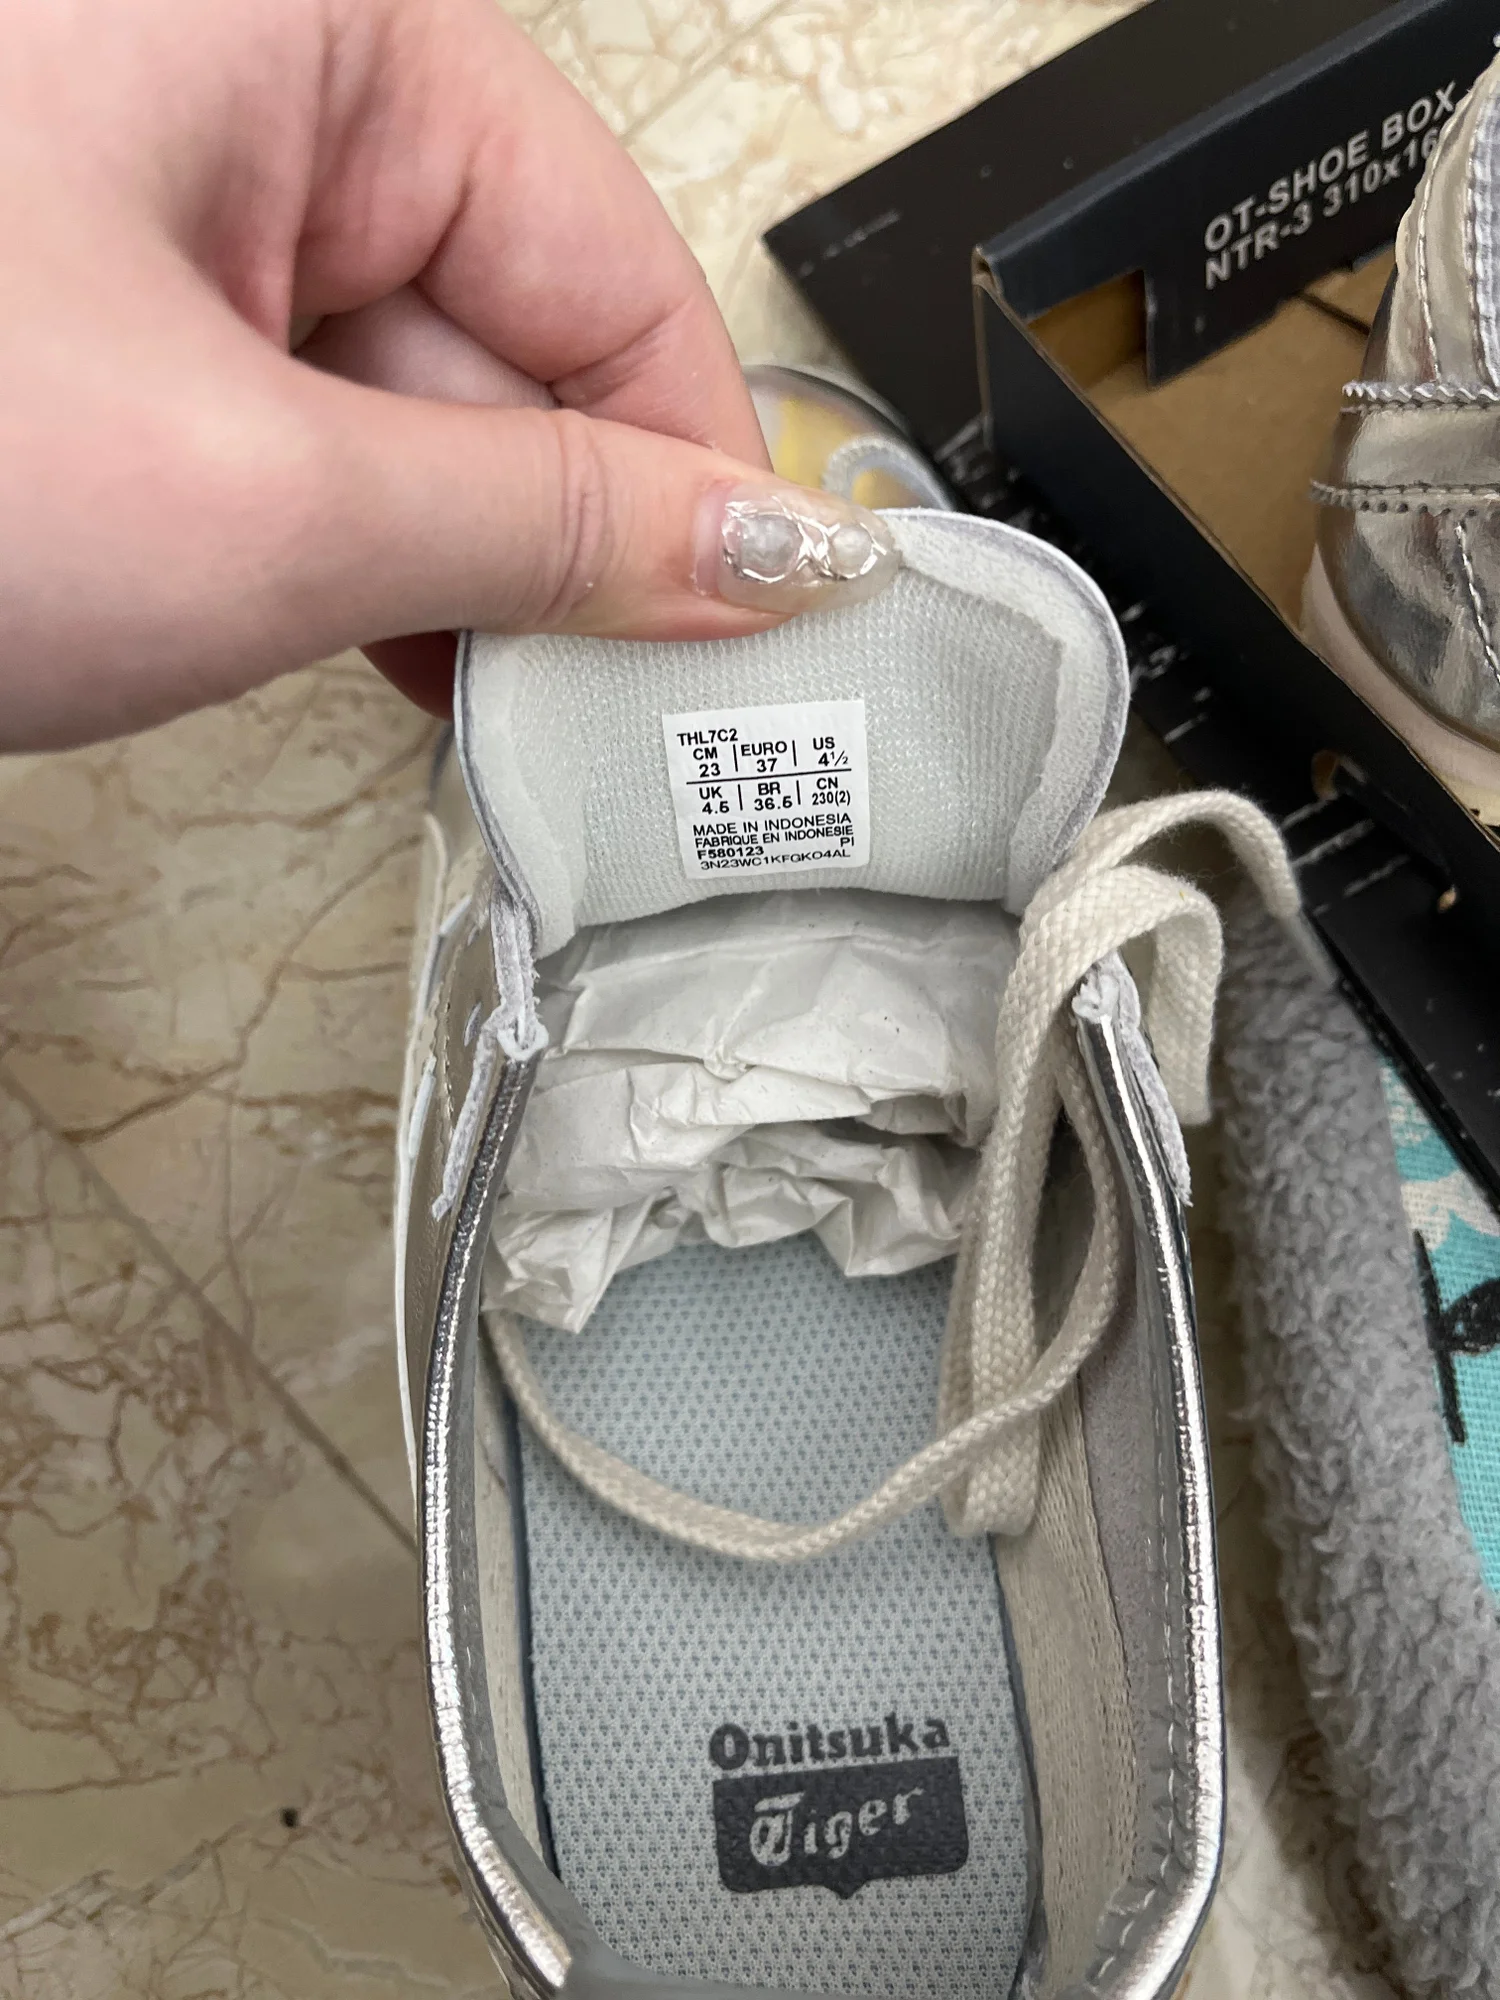 OT-SHOE BOX
NTR-3 310x16
THL7C2
CM | EURO | US
23 | 37 | 4½
UK | BR | CN
4.5 | 36.5 | 230(2)
MADE IN INDONESIA
FABRIQUE EN INDONESIE
F580123 PI
3N23WC1KFGKO4AL
Onitsuka
Tiger